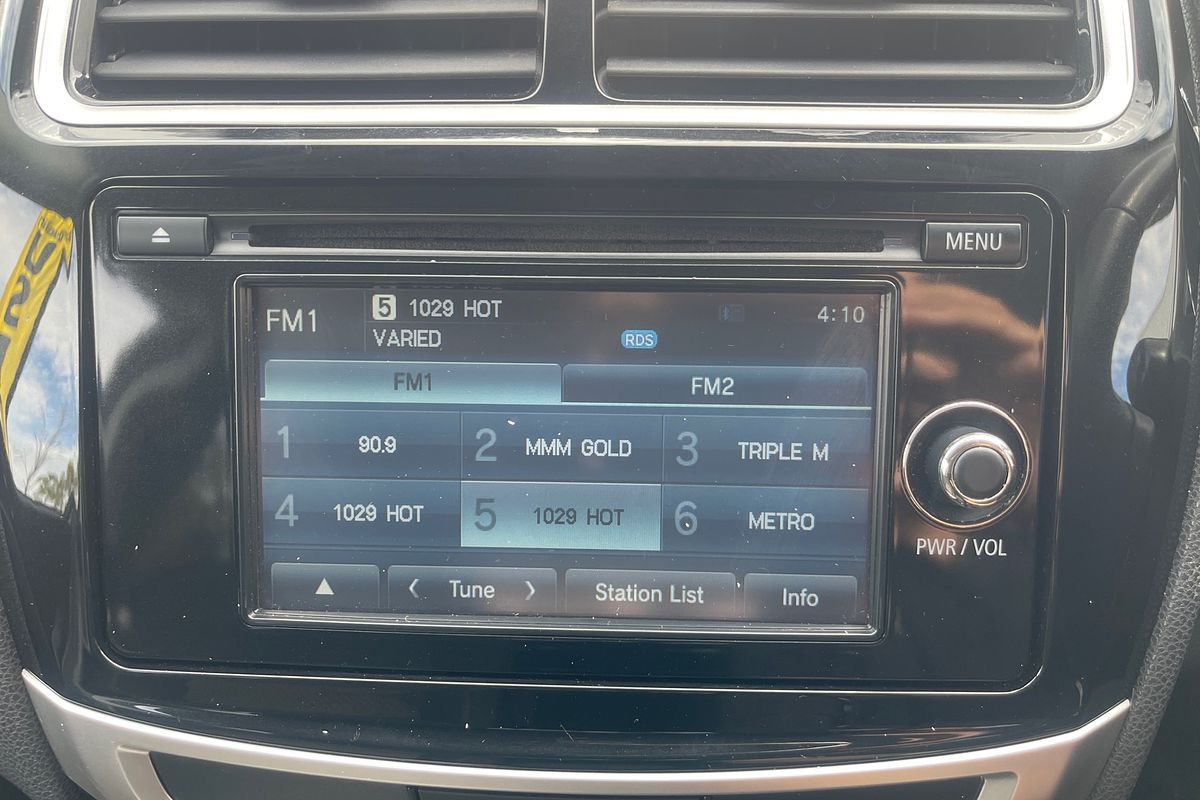 MENU
FM1
5 1029 HOT
4:10
VARIED
RDS
FM1
FM2
1 90.9
2 MMM GOLD
3 TRIPLE M
4 1029 HOT
5 1029 HOT
6 METRO
< Tune >
Station List
Info
PWR / VOL